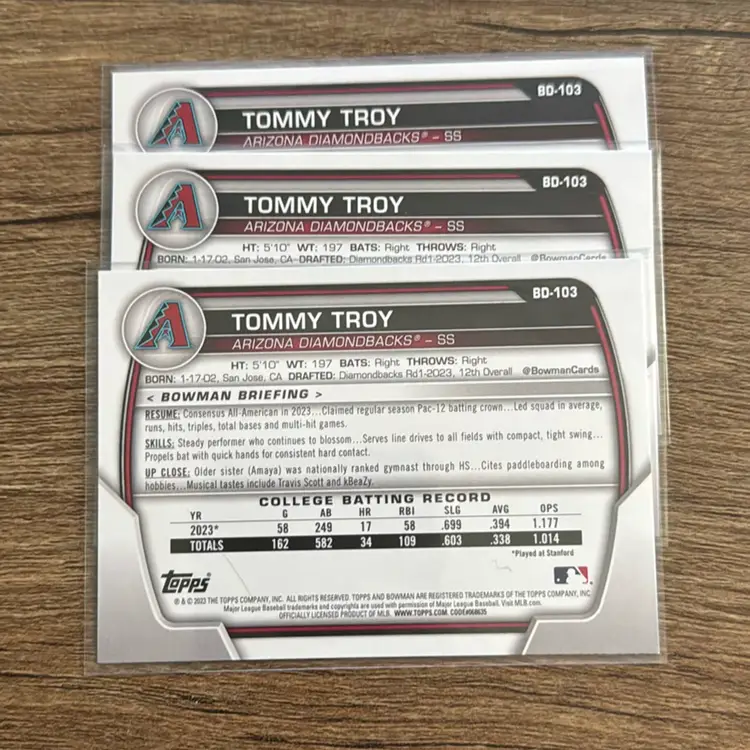 BD-103
TOMMY TROY
ARIZONA DIAMONDBACKS® – SS
BD-103
TOMMY TROY
ARIZONA DIAMONDBACKS® – SS
HT: 5'10" WT: 197 BATS: Right THROWS: Right
BORN: 1-17-02, San Jose, CA DRAFTED: Diamondbacks Rd1-2023, 12th Overall @BowmanCards
BD-103
TOMMY TROY
ARIZONA DIAMONDBACKS® – SS
HT: 5'10" WT: 197 BATS: Right THROWS: Right
BORN: 1-17-02, San Jose, CA DRAFTED: Diamondbacks Rd1-2023, 12th Overall @BowmanCards
< BOWMAN BRIEFING >
RESUME: Consensus All-American in 2023...Claimed regular season Pac-12 batting crown...Led squad in average,
runs, hits, triples, total bases and multi-hit games.
SKILLS: Steady performer who continues to blossom...Serves line drives to all fields with compact, tight swing...
Propels bat with quick hands for consistent hard contact.
UP CLOSE: Older sister (Amaya) was nationally ranked gymnast through HS...Cites paddleboarding among
hobbies...Musical tastes include Travis Scott and kBeaZy.
COLLEGE BATTING RECORD
YR G AB HR RBI SLG AVG OPS
2023* 58 249 17 58 .699 .394 1.177
TOTALS 162 582 34 109 .603 .338 1.014
*Played at Stanford
Topps®
® & © 2023 THE TOPPS COMPANY, INC. ALL RIGHTS RESERVED. TOPPS AND BOWMAN ARE REGISTERED TRADEMARKS OF THE TOPPS COMPANY, INC.
Major League Baseball trademarks and copyrights are used with permission of Major League Baseball. Visit MLB.com.
OFFICIALLY LICENSED PRODUCT OF MLB. WWW.TOPPS.COM. CODE#068635